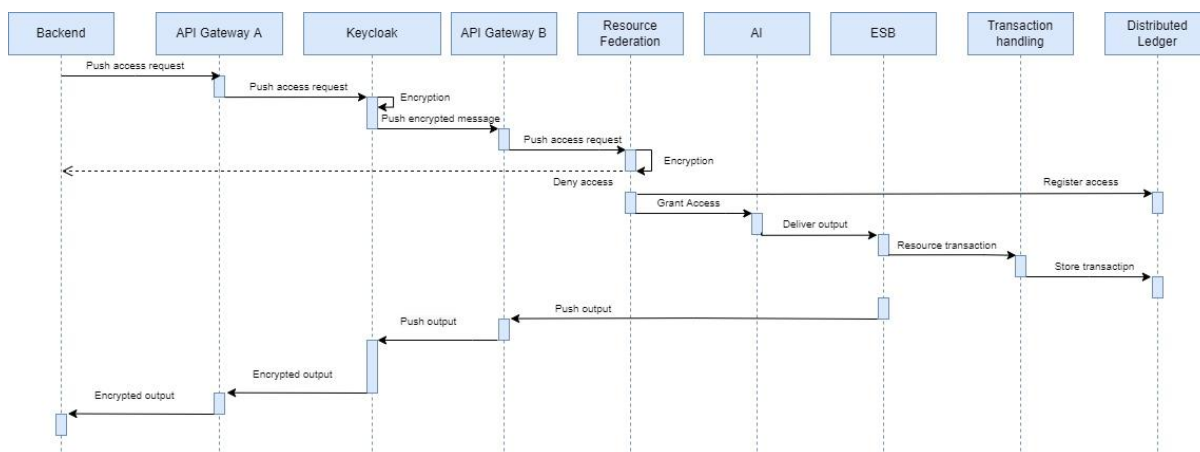 Backend
API Gateway A
Keycloak
API Gateway B
Resource
Federation
AI
ESB
Transaction
handling
Distributed
Ledger
Push access request
Push access request
Encryption
Push encrypted message
Push access request
Encryption
Deny access
Register access
Grant Access
Deliver output
Resource transaction
Store transactipn
Push output
Push output
Encrypted output
Encrypted output